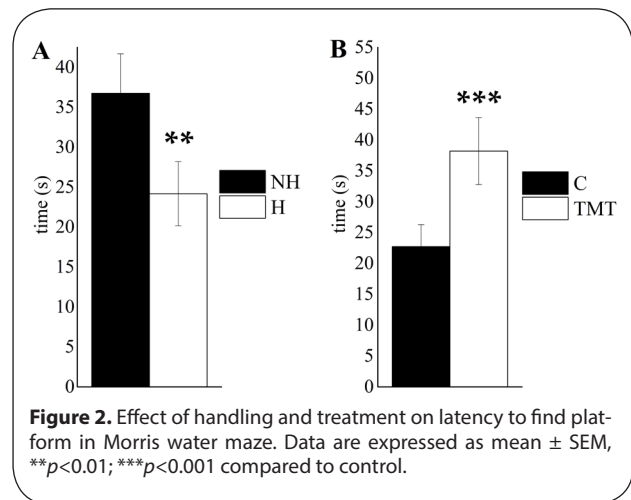 A
B
40
35
30
25
20
15
10
5
0
time (s)
**
NH
H
55
50
45
40
35
30
25
20
15
10
5
0
time (s)
***
C
TMT
Figure 2. Effect of handling and treatment on latency to find plat-
form in Morris water maze. Data are expressed as mean ± SEM,
**p<0.01; ***p<0.001 compared to control.